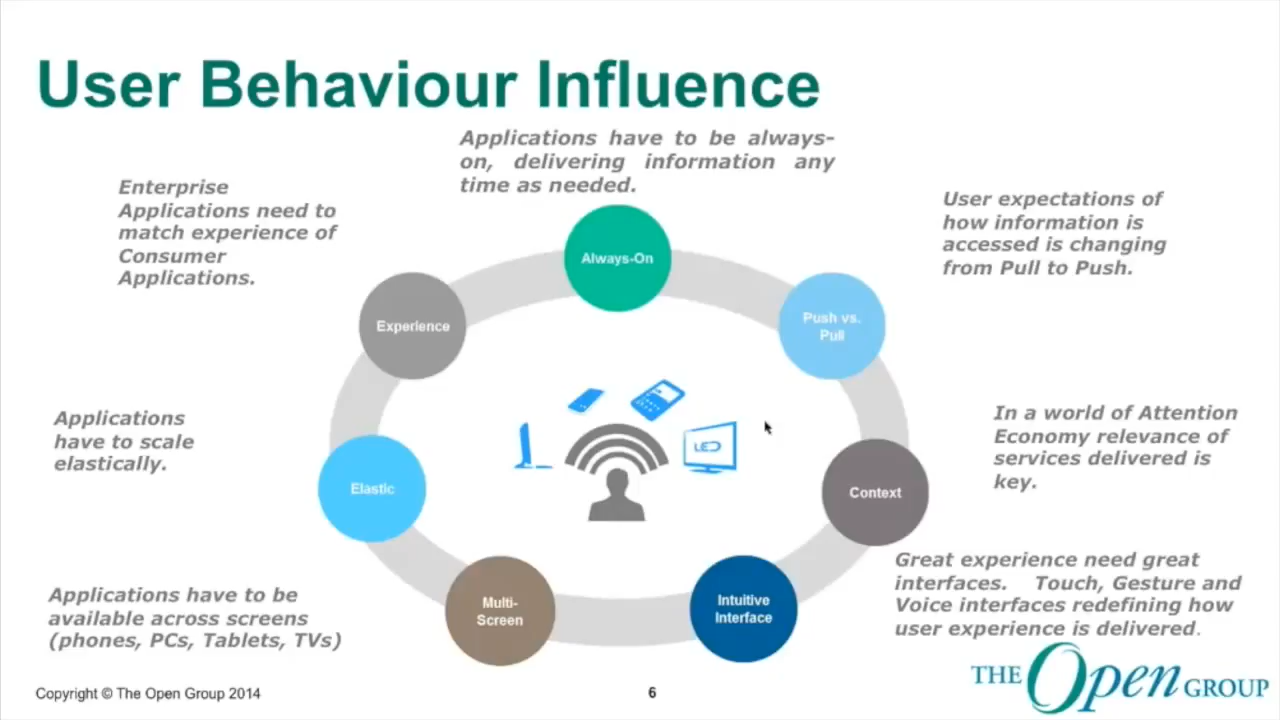 User Behaviour Influence
Applications have to be always-
on, delivering information any
time as needed.
Enterprise
Applications need to
match experience of
Consumer
Applications.
User expectations of
how information is
accessed is changing
from Pull to Push.
Always-On
Experience
Push vs.
Pull
Applications
have to scale
elastically.
In a world of Attention
Economy relevance of
services delivered is
key.
LED
Elastic
Context
Great experience need great
interfaces. Touch, Gesture and
Voice interfaces redefining how
user experience is delivered.
Applications have to be
available across screens
(phones, PCs, Tablets, TVs)
Multi-
Screen
Intuitive
Interface
Copyright © The Open Group 2014
6
THE Open GROUP